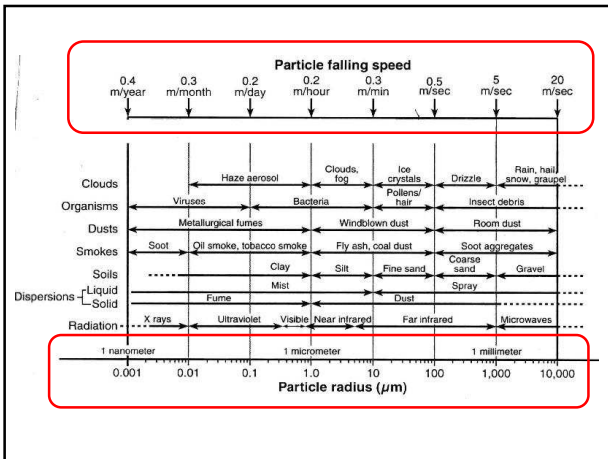 Particle falling speed
0.4 0.3 0.2 0.2 0.3 0.5 5 20
m/year m/month m/day m/hour m/min m/sec m/sec m/sec
Clouds Haze aerosol Clouds, fog Ice crystals Drizzle Rain, hail, snow, graupel
Organisms Viruses Bacteria Pollens/ hair Insect debris
Dusts Metallurgical fumes Windblown dust Room dust
Smokes Soot Oil smoke, tobacco smoke Fly ash, coal dust Soot aggregates
Soils Clay Silt Fine sand Coarse sand Gravel
Dispersions Liquid Mist Spray
Solid Fume Dust
Radiation X rays Ultraviolet Visible Near infrared Far infrared Microwaves
1 nanometer 1 micrometer 1 millimeter
0.001 0.01 0.1 1.0 10 100 1,000 10,000
Particle radius (µm)